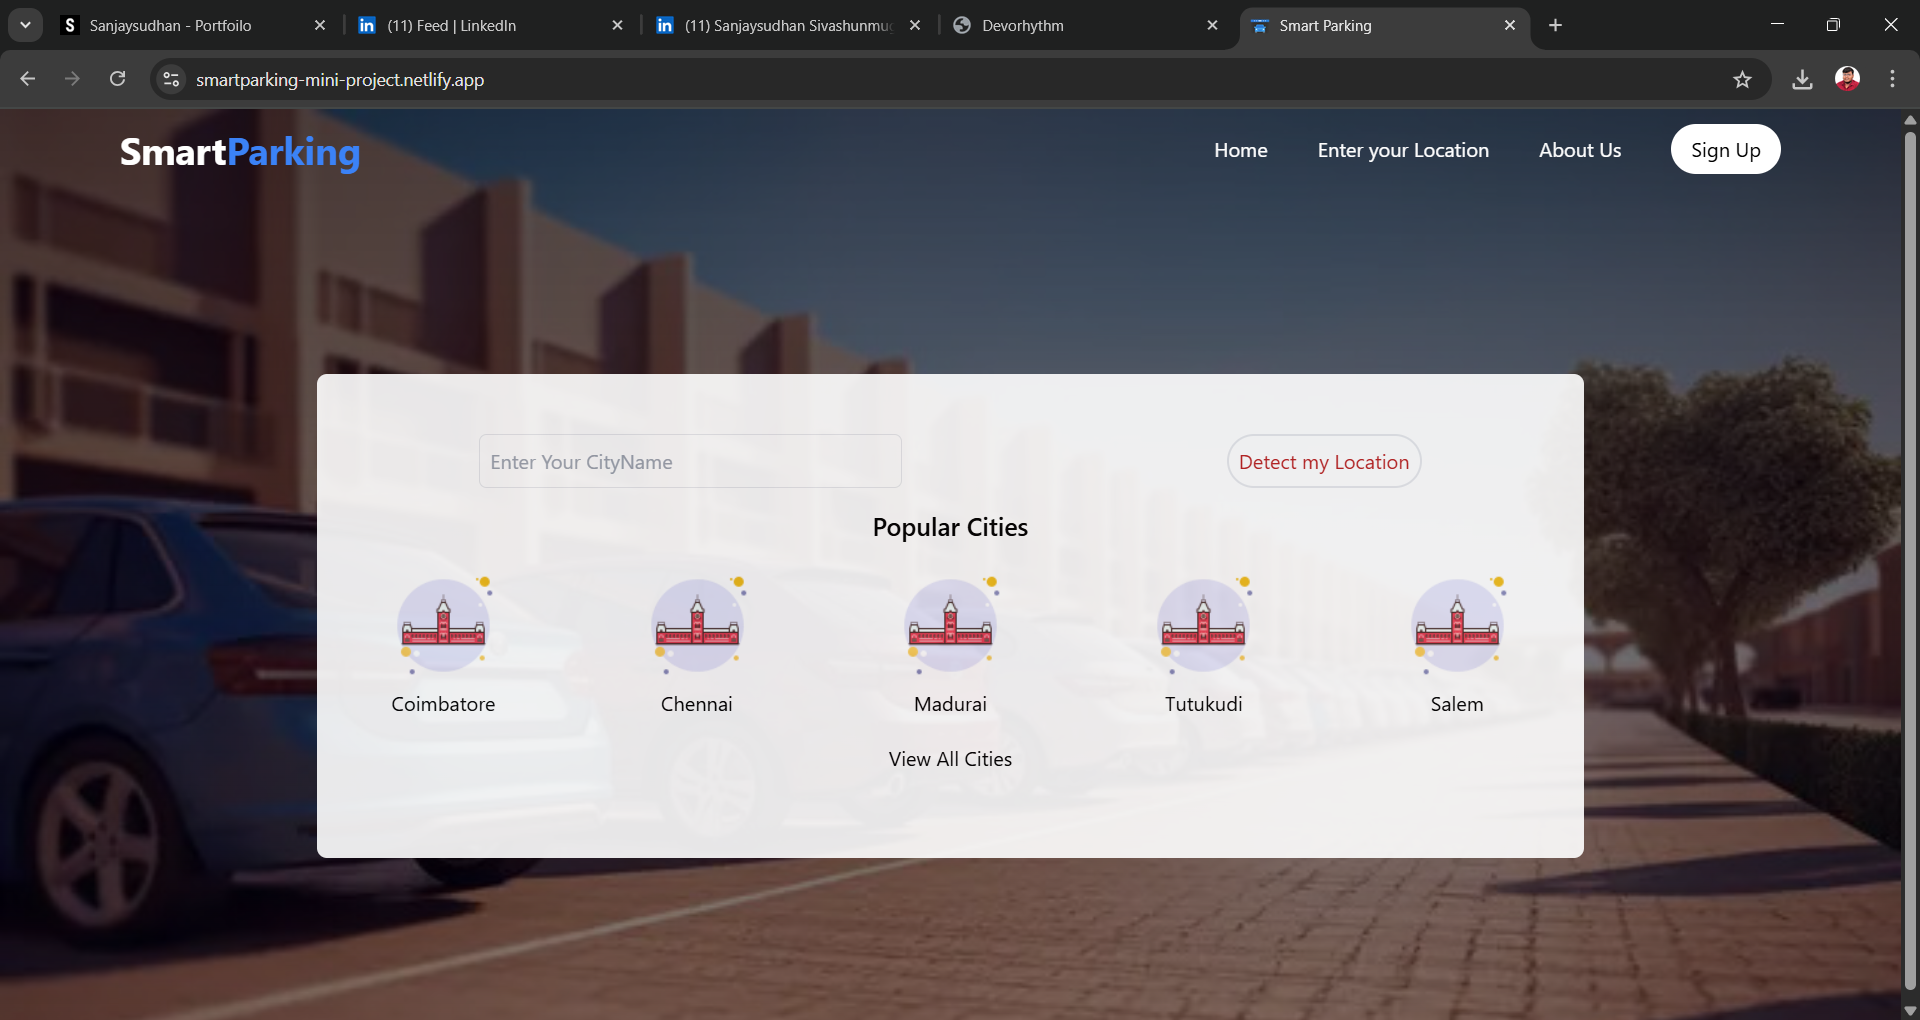 Sanjaysudhan - Portfoilo
(11) Feed | LinkedIn
(11) Sanjaysudhan Sivashunmu
Devorhythm
Smart Parking
smartparking-mini-project.netlify.app
SmartParking
Home
Enter your Location
About Us
Sign Up
Enter Your CityName
Detect my Location
Popular Cities
Coimbatore
Chennai
Madurai
Tutukudi
Salem
View All Cities